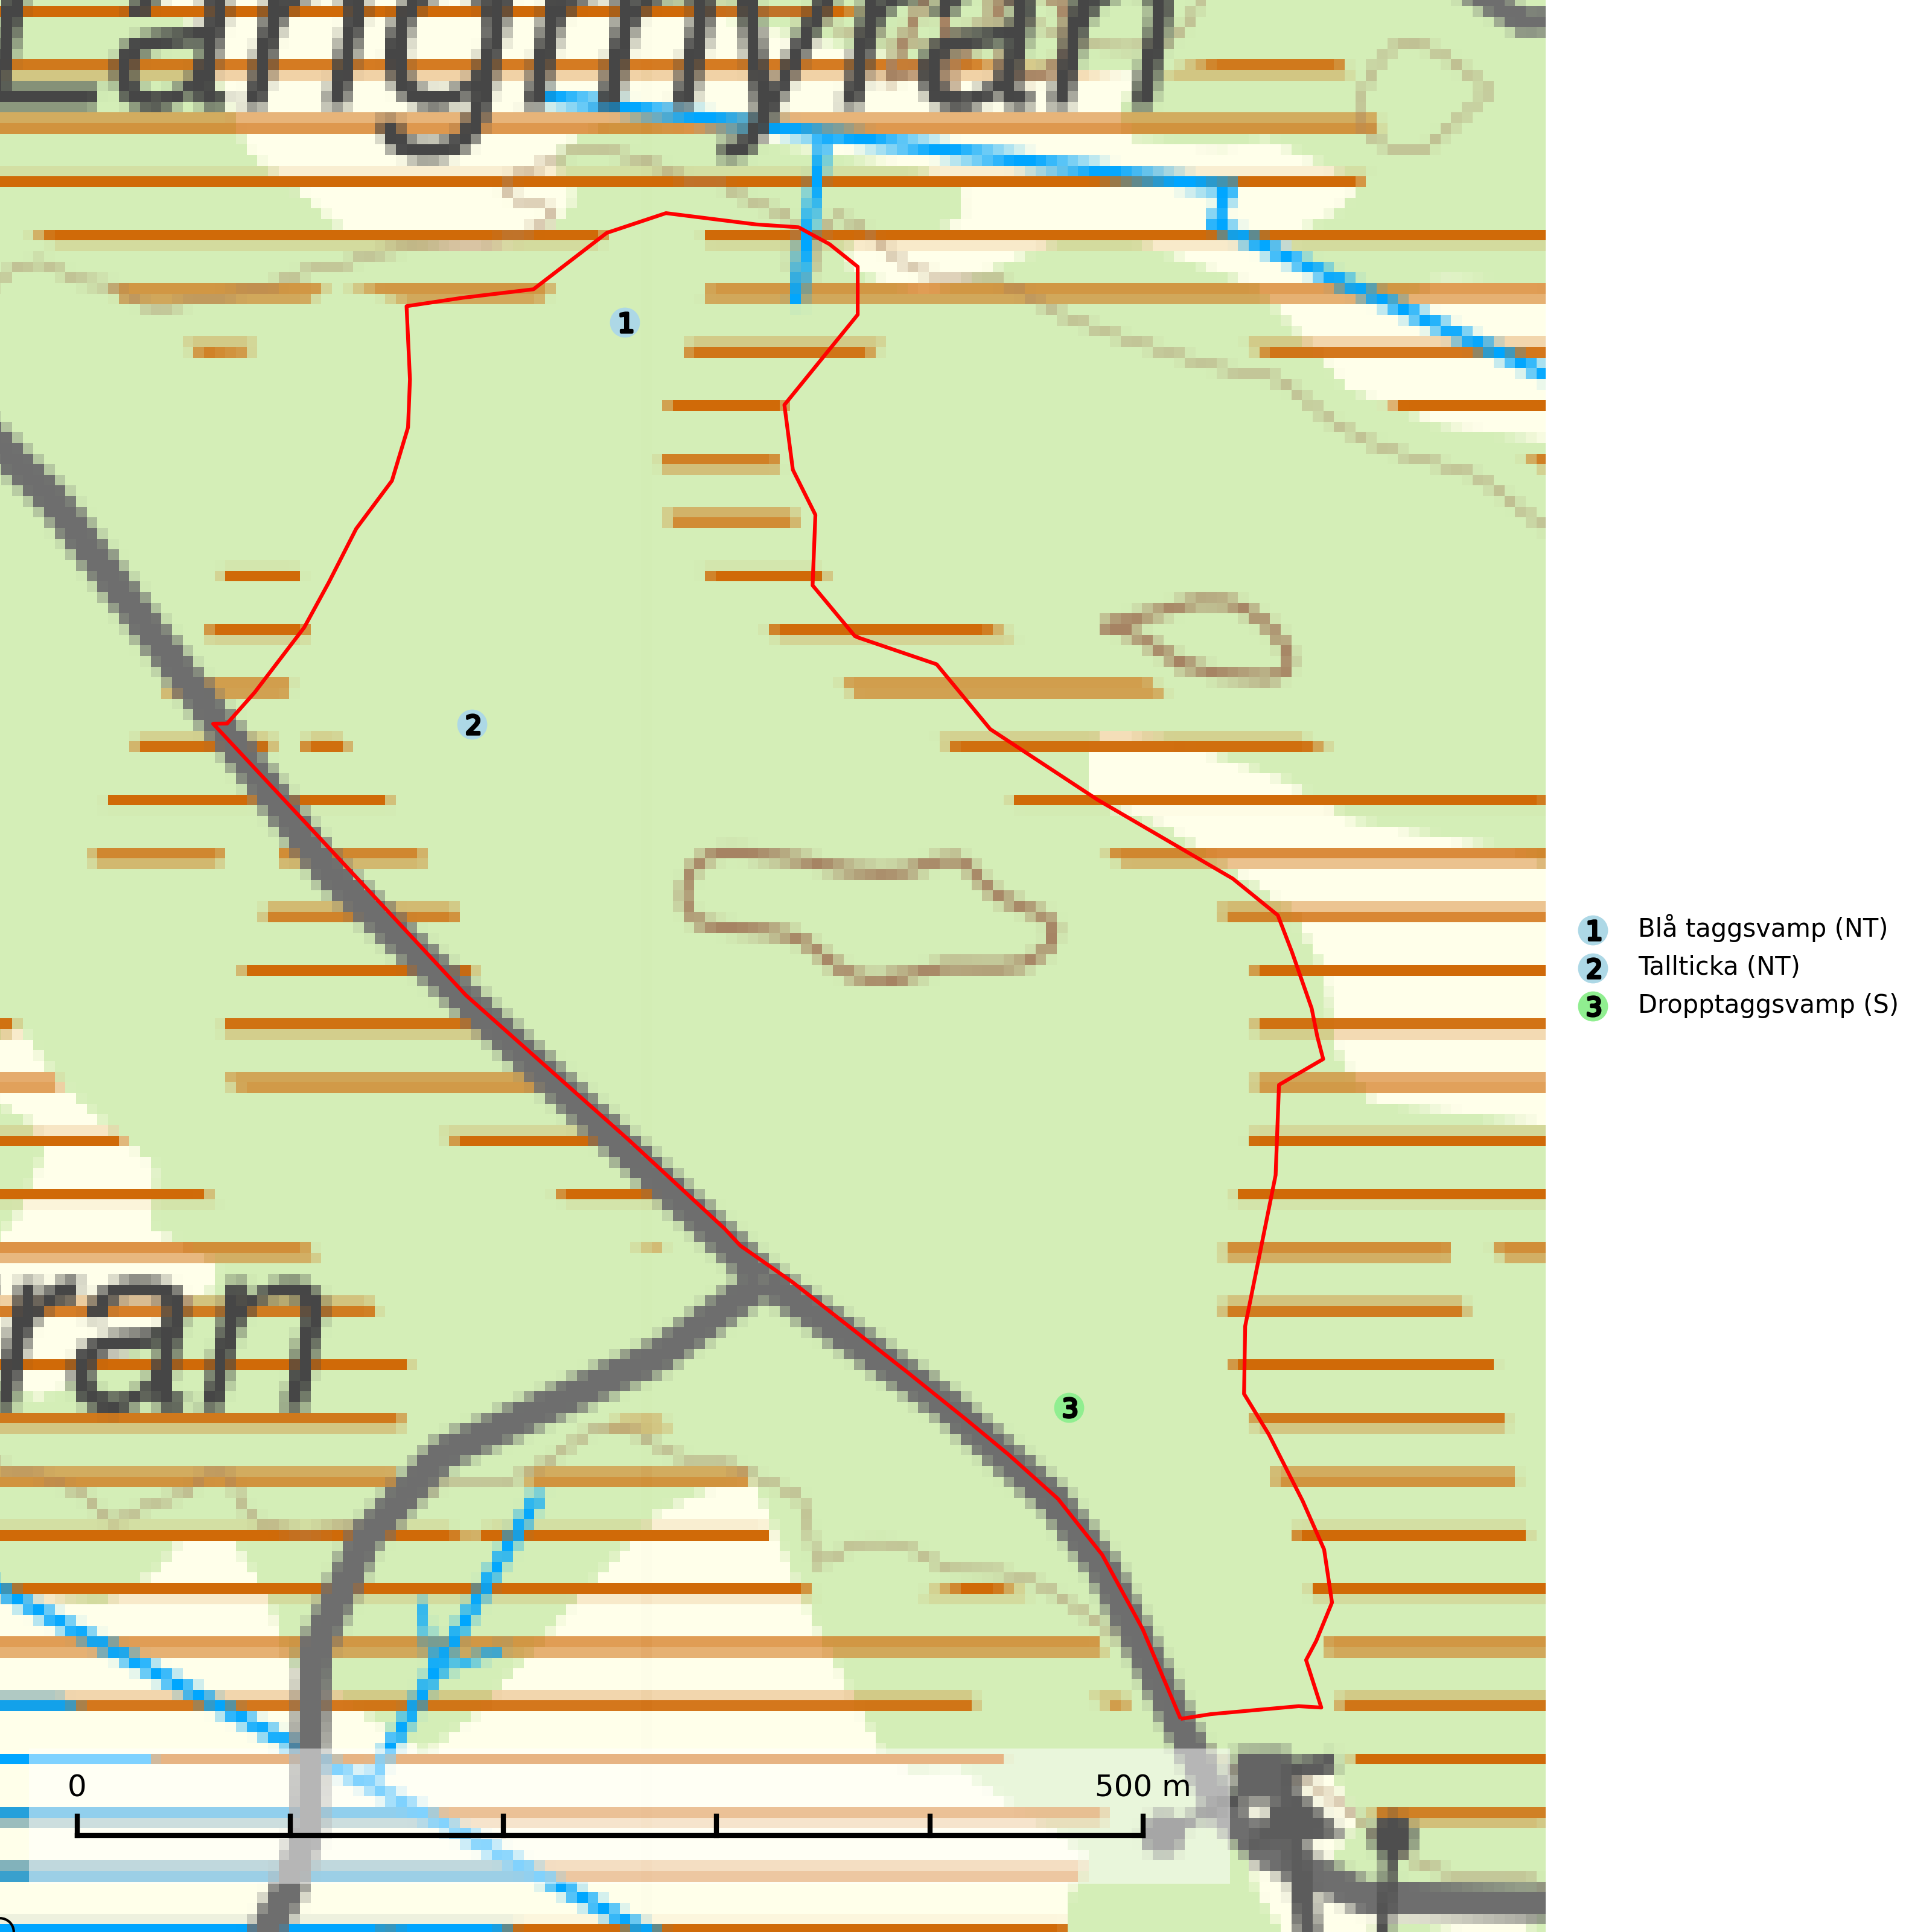 Långmyran
1
2
3
ran
0 500 m
1 Blå taggsvamp (NT)
2 Tallticka (NT)
3 Dropptaggsvamp (S)